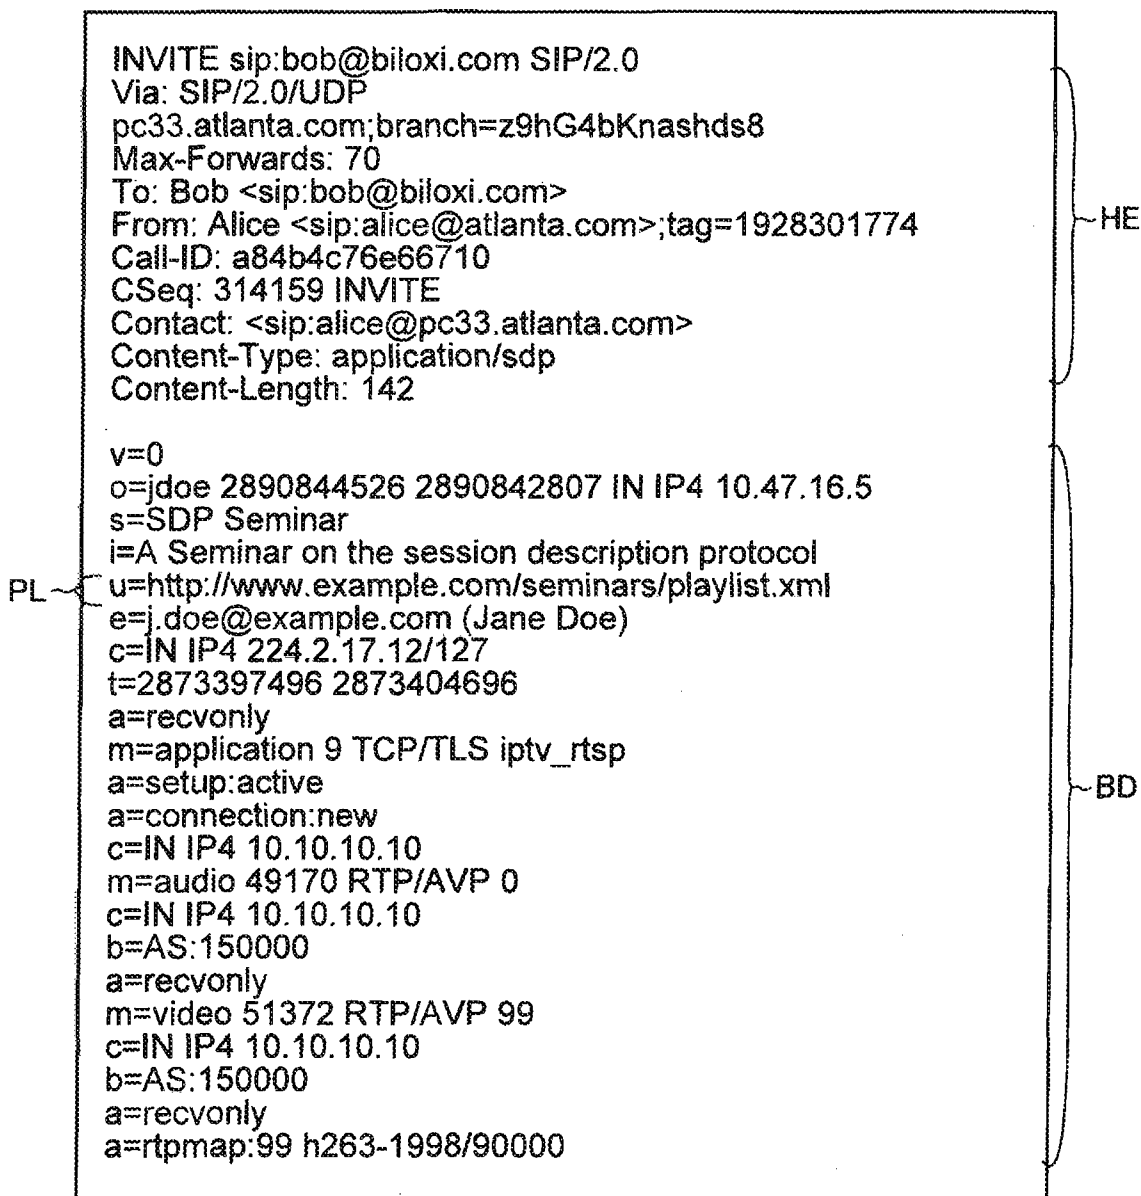 INVITE sip:bob@biloxi.com SIP/2.0
Via: SIP/2.0/UDP
pc33.atlanta.com;branch=z9hG4bKnashds8
Max-Forwards: 70
To: Bob <sip:bob@biloxi.com>
From: Alice <sip:alice@atlanta.com>;tag=1928301774
HE
Call-ID: a84b4c76e66710
CSeq: 314159 INVITE
Contact: <sip:alice@pc33.atlanta.com>
Content-Type: application/sdp
Content-Length: 142
v=0
o=jdoe 2890844526 2890842807 IN IP4 10.47.16.5
s=SDP Seminar
i=A Seminar on the session description protocol
PL
u=http://www.example.com/seminars/playlist.xml
e=j.doe@example.com (Jane Doe)
c=IN IP4 224.2.17.12/127
t=2873397496 2873404696
a=recvonly
m=application 9 TCP/TLS iptv_rtsp
a=setup:active
BD
a=connection:new
c=IN IP4 10.10.10.10
m=audio 49170 RTP/AVP 0
c=IN IP4 10.10.10.10
b=AS:150000
a=recvonly
m=video 51372 RTP/AVP 99
c=IN IP4 10.10.10.10
b=AS:150000
a=recvonly
a=rtpmap:99 h263-1998/90000